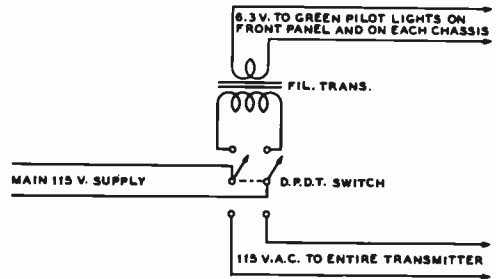 6.3 V. TO GREEN PILOT LIGHTS ON
FRONT PANEL AND ON EACH CHASSIS
FIL. TRANS.
MAIN 115 V. SUPPLY
D.P.D.T. SWITCH
115 V. A.C. TO ENTIRE TRANSMITTER